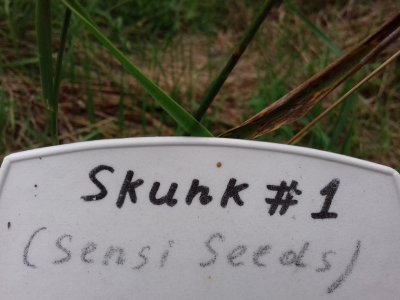 Skunk #1
(Sensi Seeds)